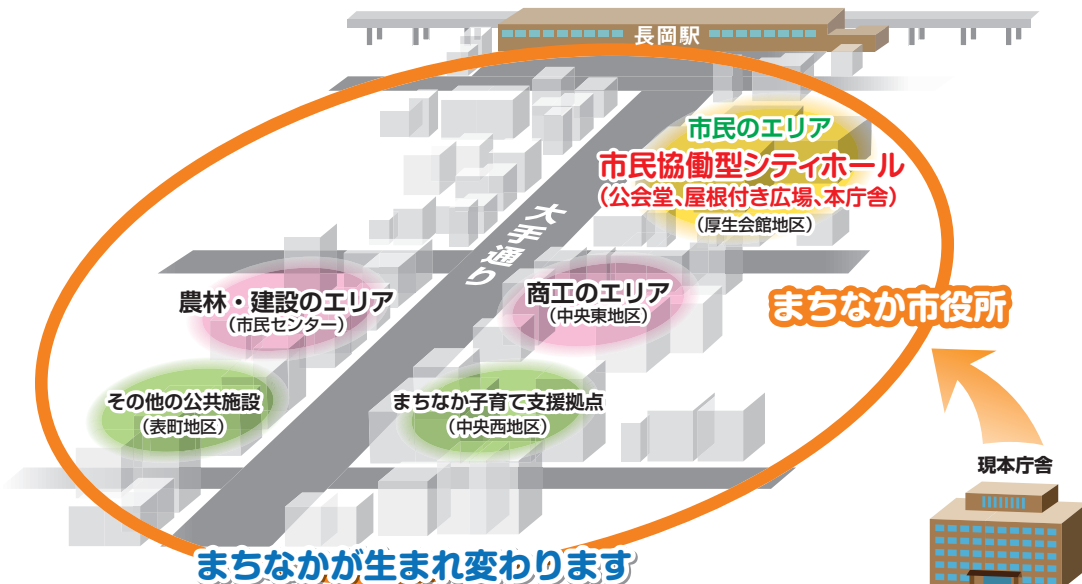 長岡駅
市民のエリア
市民協働型シティホール
(公会堂、屋根付き広場、本庁舎)
(厚生会館地区)
大手通り
農林・建設のエリア
(市民センター)
商工のエリア
(中央東地区)
まちなか市役所
その他の公共施設
(表町地区)
まちなか子育て支援拠点
(中央西地区)
現本庁舎
まちなかが生まれ変わります